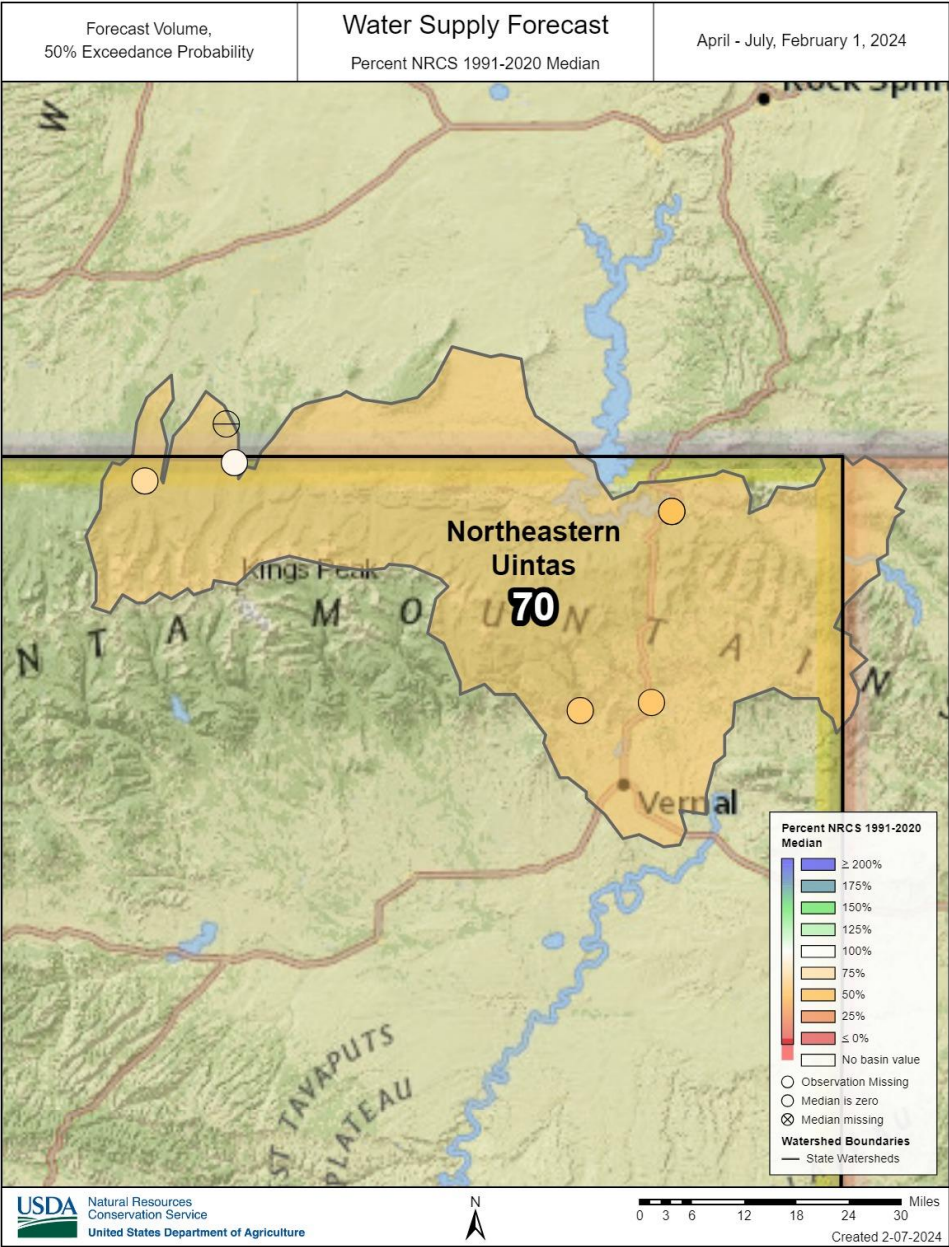 Forecast Volume,
50% Exceedance Probability
Water Supply Forecast
Percent NRCS 1991-2020 Median
April - July, February 1, 2024
W
Rock Sprin
Northeastern
Uintas
70
Kings Peak
N T A M O U N T A I N
Vernal
ST TAVAPUTS
PLATEAU
Percent NRCS 1991-2020
Median
≥ 200%
175%
150%
125%
100%
75%
50%
25%
≤ 0%
No basin value
Observation Missing
Median is zero
Median missing
Watershed Boundaries
State Watersheds
USDA
Natural Resources
Conservation Service
United States Department of Agriculture
N
Miles
0 3 6 12 18 24 30
Created 2-07-2024